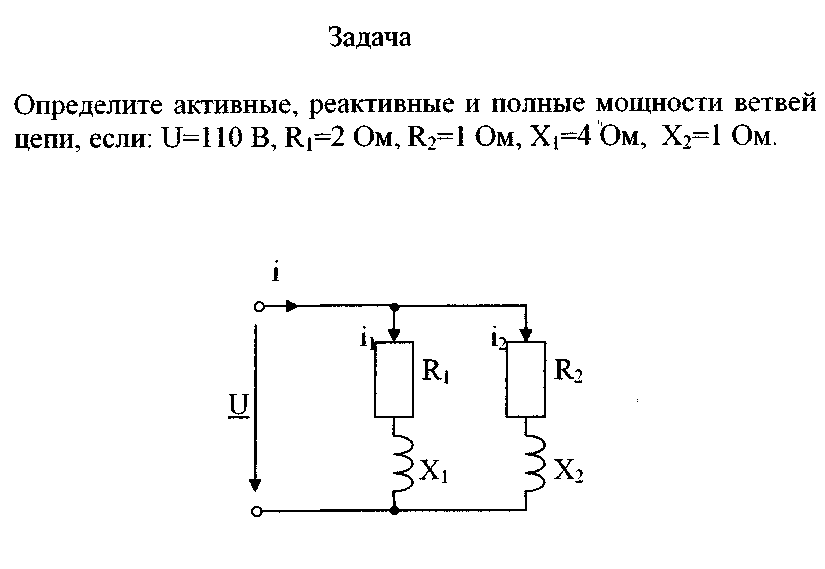 Задача
Определите активные, реактивные и полные мощности ветвей
цепи, если: U=110 В, R₁=2 Ом, R₂=1 Ом, X₁=4 Ом, X₂=1 Ом.
i
i₁
i₂
R₁
R₂
U
X₁
X₂